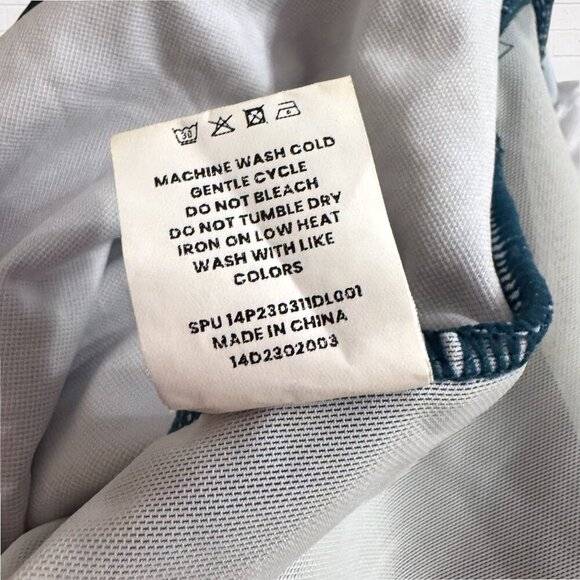 30
MACHINE WASH COLD
GENTLE CYCLE
DO NOT BLEACH
DO NOT TUMBLE DRY
IRON ON LOW HEAT
WASH WITH LIKE
COLORS
SPU 14P230311DL001
MADE IN CHINA
14D2302003